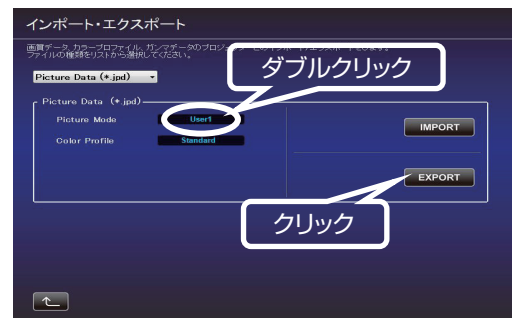 インポート・エクスポート
画質データ、カラープロファイル、ガンマデータのプロジェクターとのインポート/エクスポートをします。
ファイルの種類をリストから選択してください。
ダブルクリック
Picture Data (*.jpd)
Picture Data (*.jpd)
Picture Mode User1
IMPORT
Color Profile Standard
EXPORT
クリック